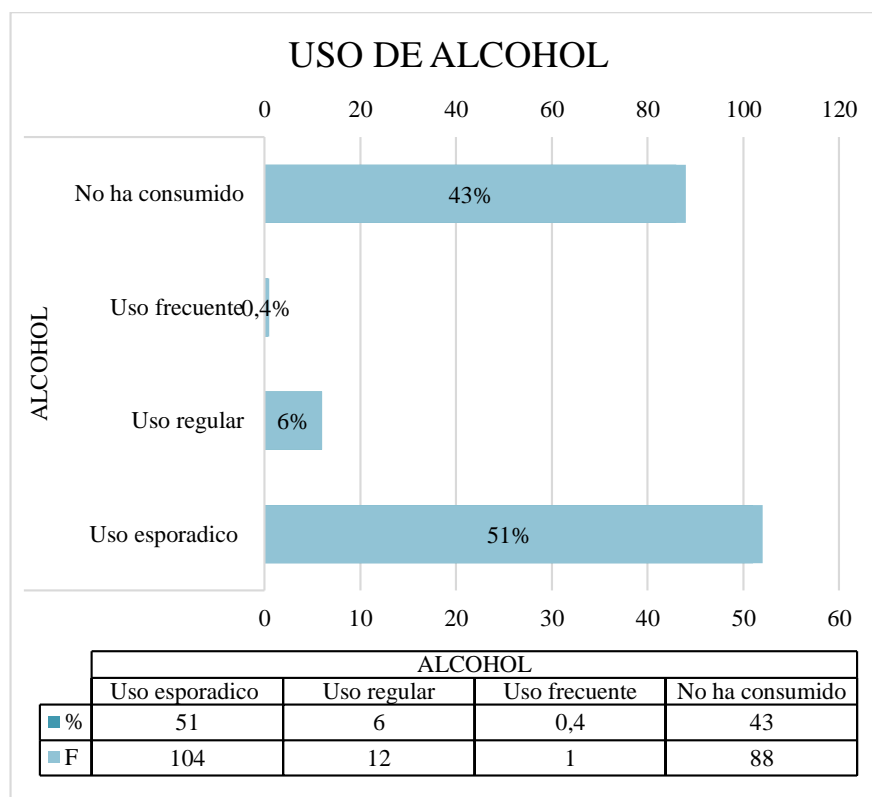 USO DE ALCOHOL
0 20 40 60 80 100 120
No ha consumido 43%
Uso frecuente 0,4%
ALCOHOL
Uso regular 6%
Uso esporadico 51%
0 10 20 30 40 50 60
ALCOHOL
Uso esporadico Uso regular Uso frecuente No ha consumido
% 51 6 0,4 43
F 104 12 1 88